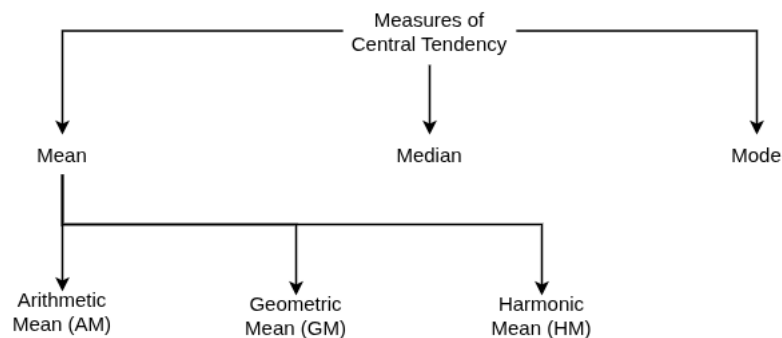 Measures of
Central Tendency
Mean
Median
Mode
Arithmetic
Mean (AM)
Geometric
Mean (GM)
Harmonic
Mean (HM)